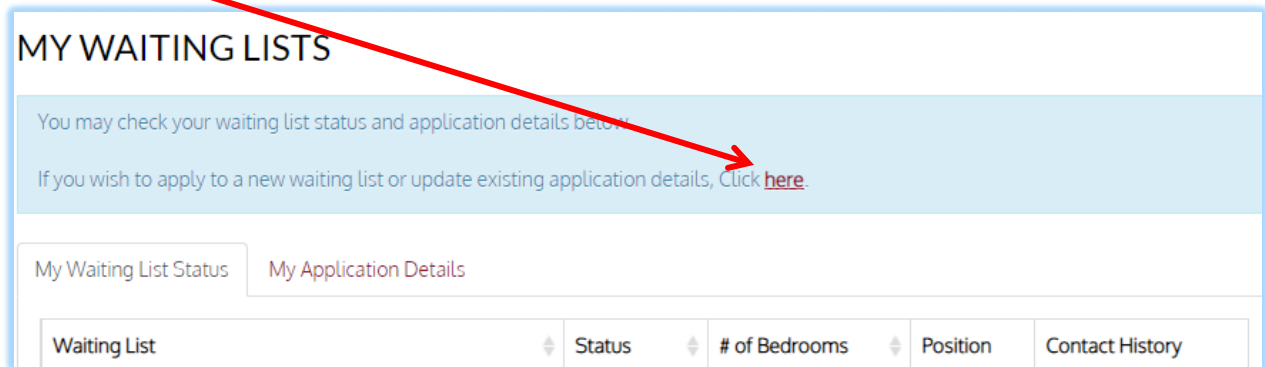 MY WAITING LISTS
You may check your waiting list status and application details below.
If you wish to apply to a new waiting list or update existing application details, Click here.
My Waiting List Status My Application Details
Waiting List Status # of Bedrooms Position Contact History